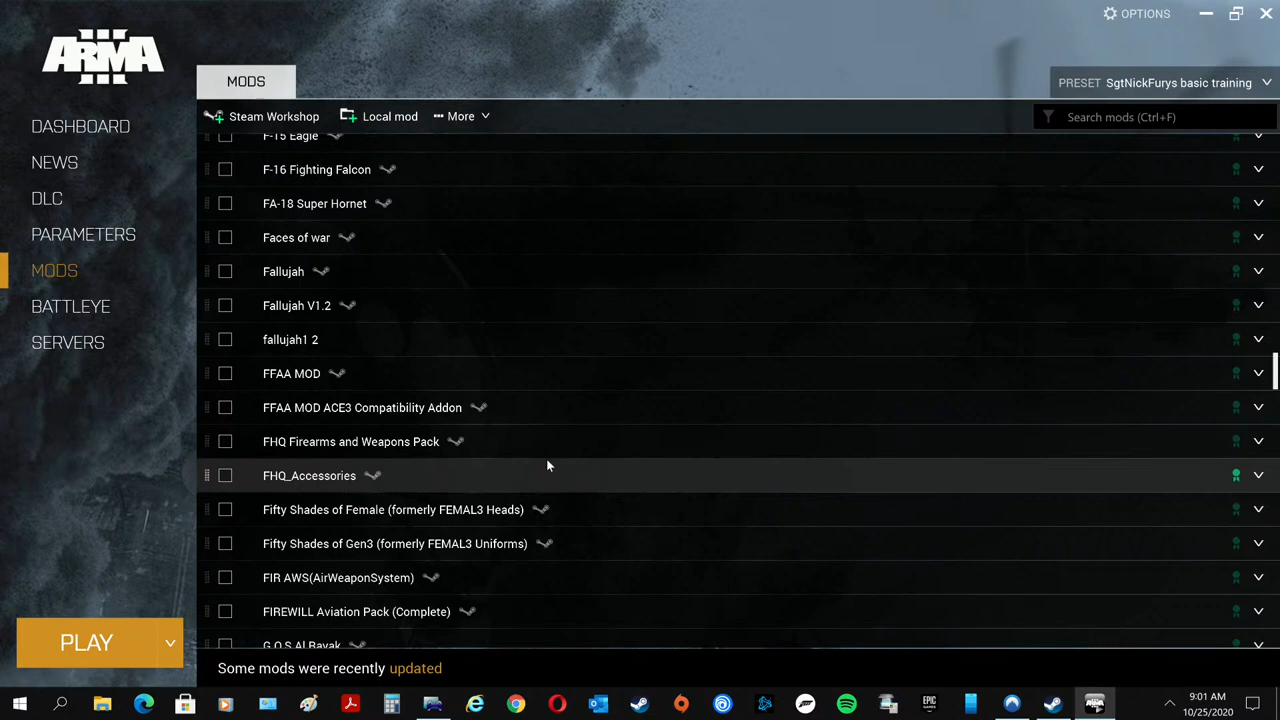 OPTIONS
ARMA III
MODS
PRESET SgtNickFurys basic training
Steam Workshop
Local mod
More
Search mods (Ctrl+F)
DASHBOARD
NEWS
DLC
PARAMETERS
MODS
BATTLEYE
SERVERS
F-15 Eagle
F-16 Fighting Falcon
FA-18 Super Hornet
Faces of war
Fallujah
Fallujah V1.2
fallujah1 2
FFAA MOD
FFAA MOD ACE3 Compatibility Addon
FHQ Firearms and Weapons Pack
FHQ_Accessories
Fifty Shades of Female (formerly FEMAL3 Heads)
Fifty Shades of Gen3 (formerly FEMAL3 Uniforms)
FIR AWS(AirWeaponSystem)
FIREWILL Aviation Pack (Complete)
G.O.S Al Rayak
PLAY
Some mods were recently updated
9:01 AM
10/25/2020